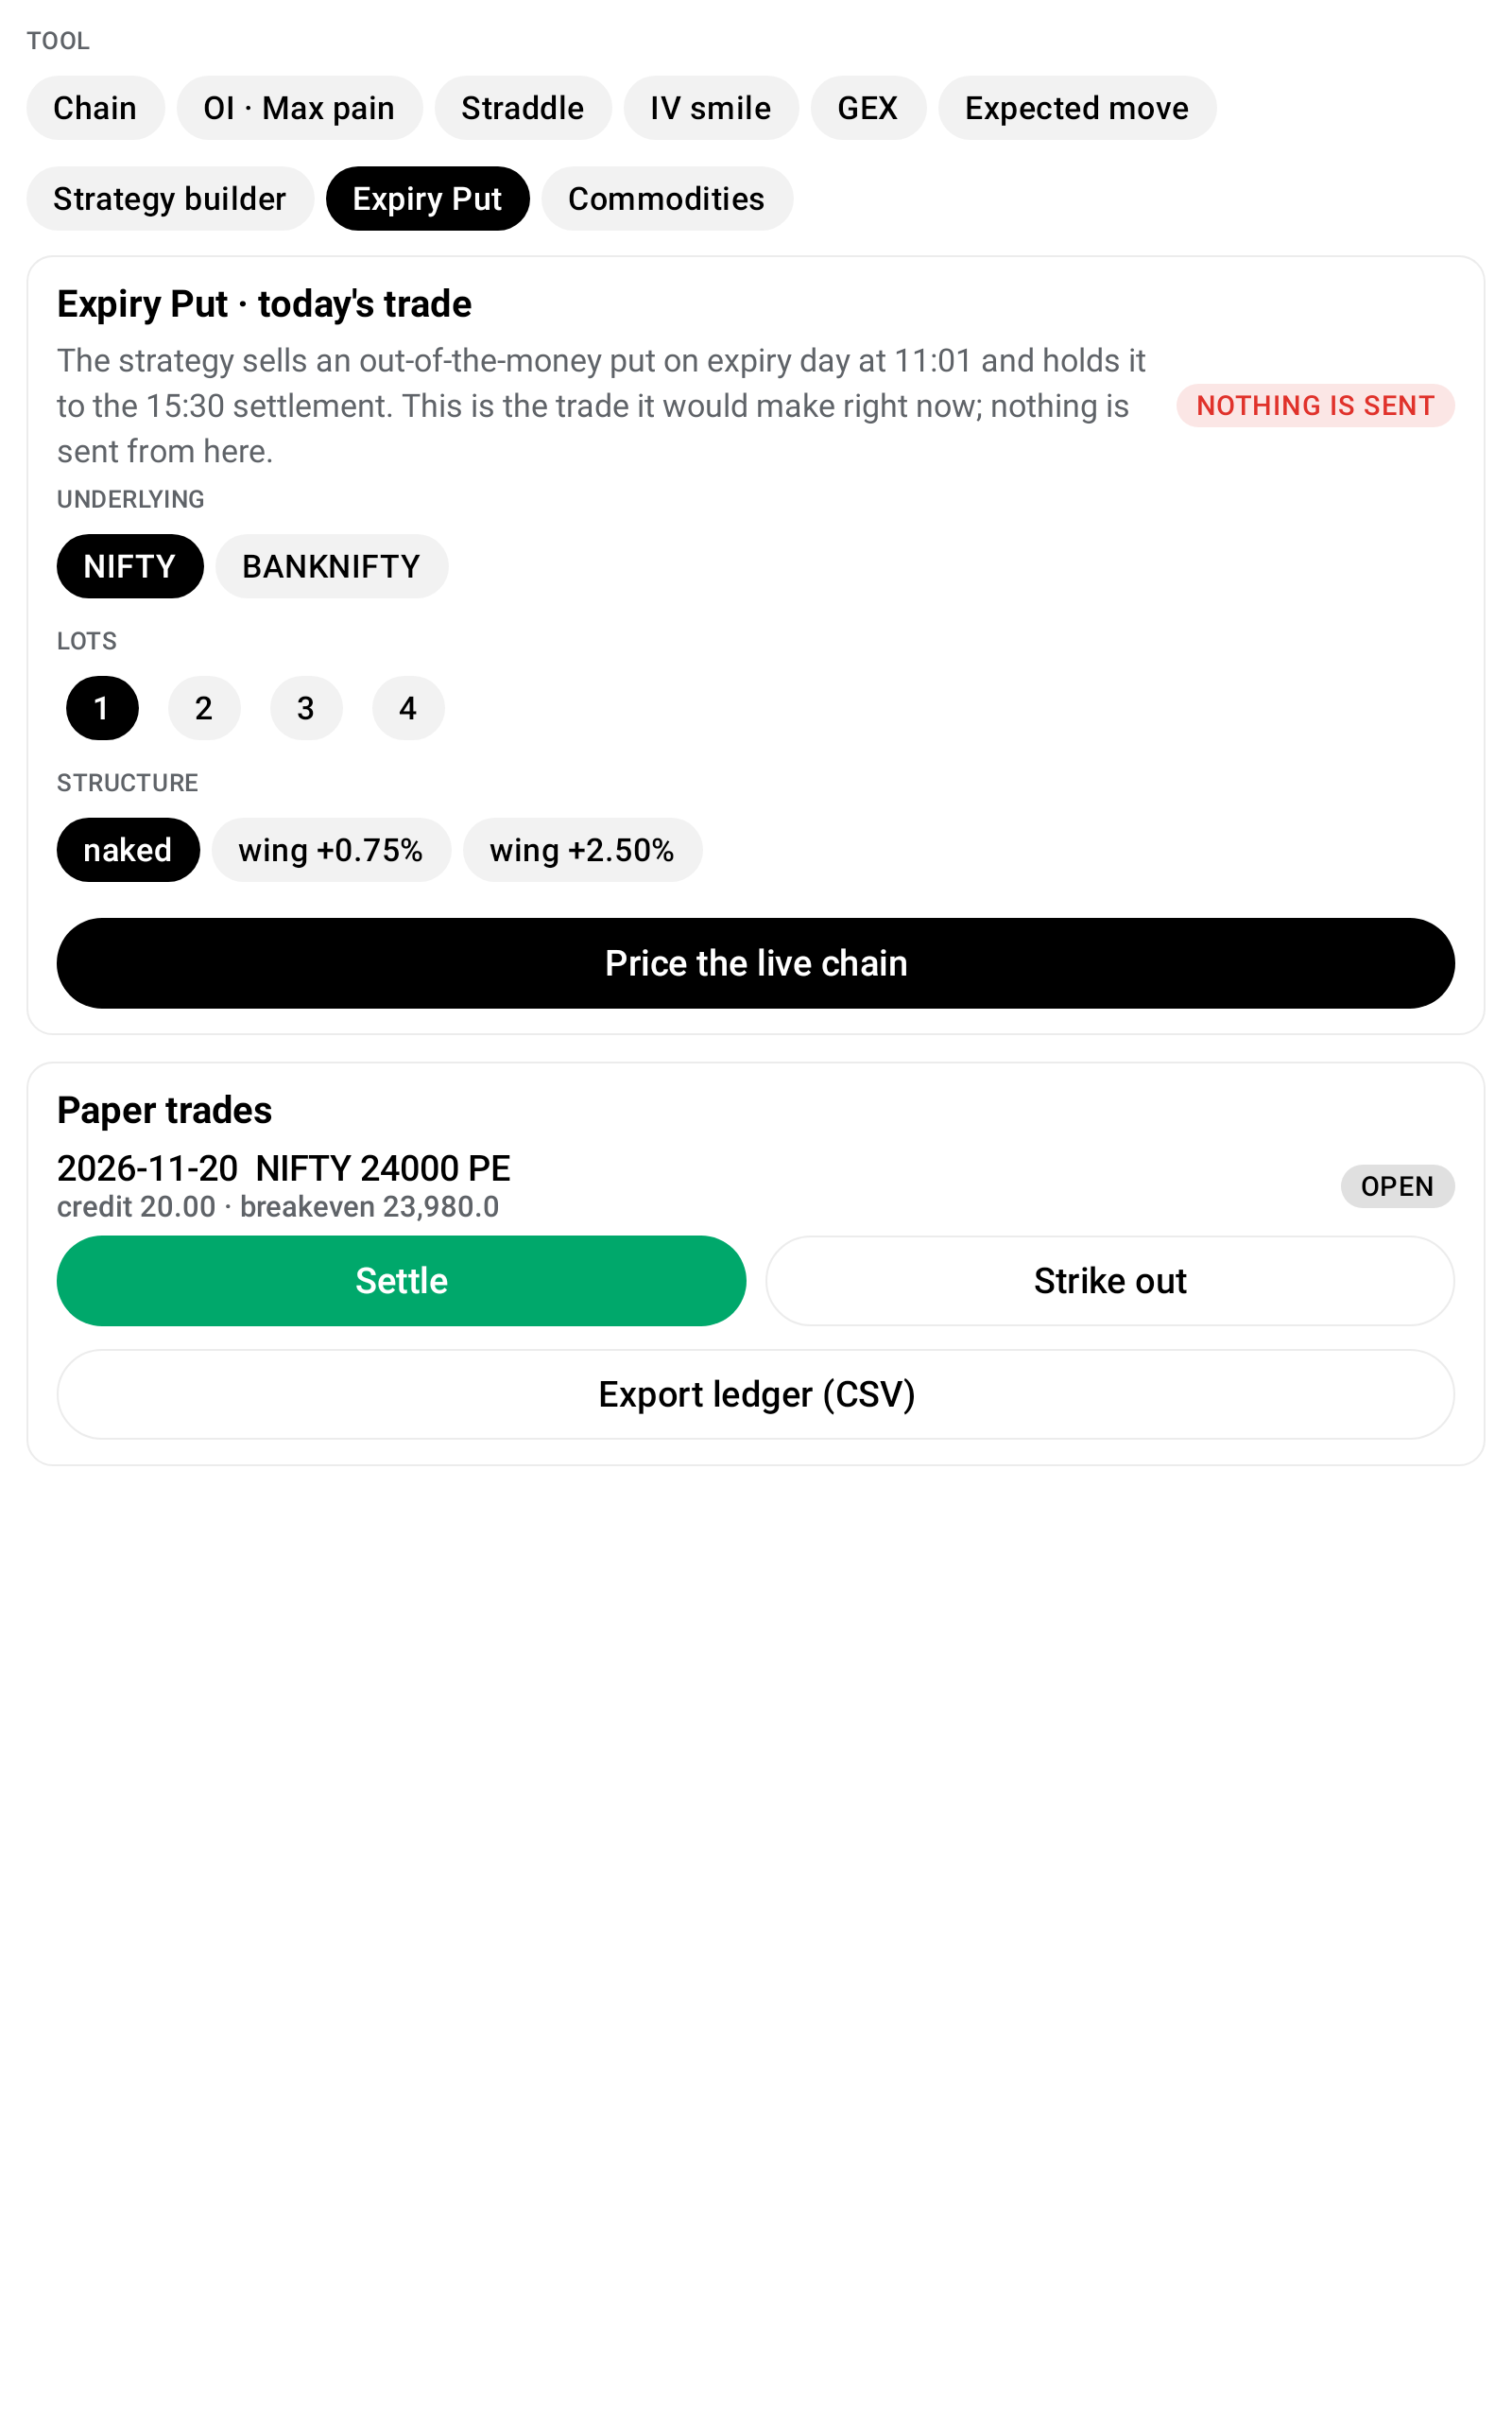 TOOL
Chain
OI · Max pain
Straddle
IV smile
GEX
Expected move
Strategy builder
Expiry Put
Commodities
Expiry Put · today's trade
The strategy sells an out-of-the-money put on expiry day at 11:01 and holds it
to the 15:30 settlement. This is the trade it would make right now; nothing is
sent from here.
NOTHING IS SENT
UNDERLYING
NIFTY
BANKNIFTY
LOTS
1
2
3
4
STRUCTURE
naked
wing +0.75%
wing +2.50%
Price the live chain
Paper trades
2026-11-20 NIFTY 24000 PE
credit 20.00 · breakeven 23,980.0
OPEN
Settle
Strike out
Export ledger (CSV)